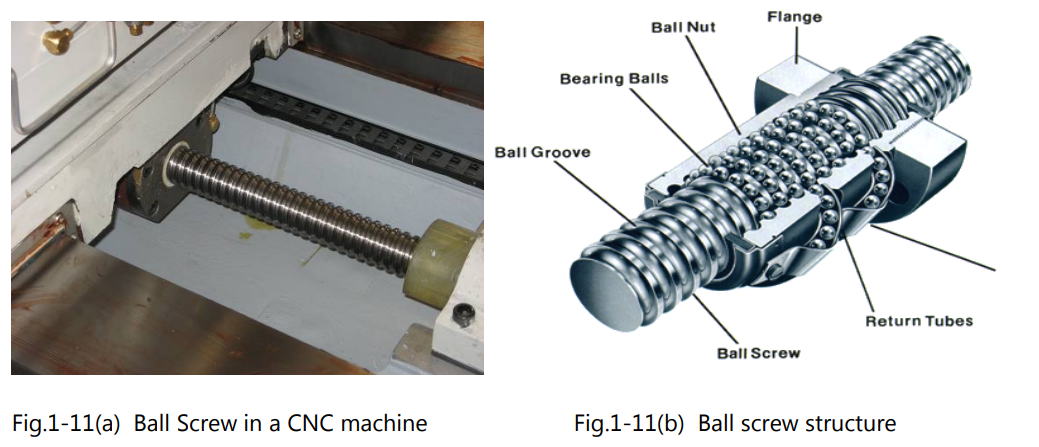 Flange
Ball Nut
Bearing Balls
Ball Groove
Return Tubes
Ball Screw
Fig.1-11(a) Ball Screw in a CNC machine
Fig.1-11(b) Ball screw structure